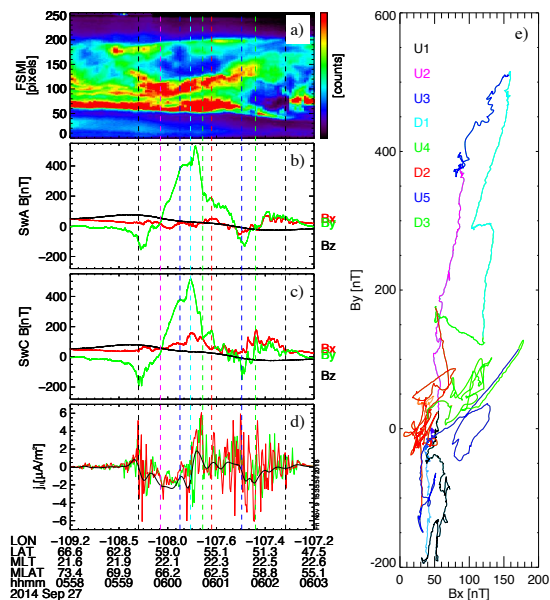 a)
250
200
150
100
50
0
FSMI
[pixels]
[counts]
b)
400
200
0
−200
SwA B[nT]
Bx
By
Bz
c)
400
200
0
−200
SwC B[nT]
Bx
By
Bz
d)
6
4
2
0
−2
−4
−6
j||[μA/m²]
LON −109.2 −108.5 −108.0 −107.6 −107.4 −107.2
LAT 66.6 62.8 59.0 55.1 51.3 47.5
MLT 21.6 21.9 22.1 22.3 22.5 22.6
MLAT 73.4 69.9 66.2 62.5 58.8 55.1
hhmm 0558 0559 0600 0601 0602 0603
2014 Sep 27
e)
600
400
200
0
−200
By [nT]
U1
U2
U3
D1
U4
D2
U5
D3
0 50 100 150 200
Bx [nT]